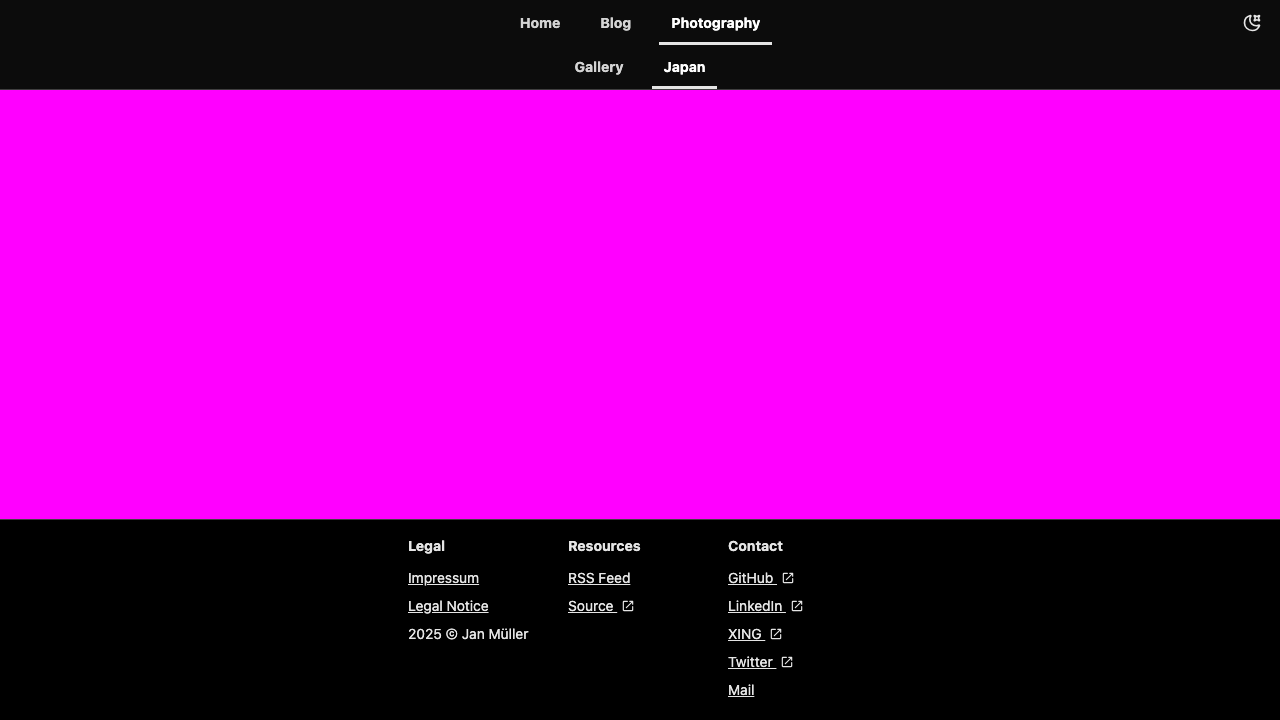 Home Blog Photography
Gallery Japan
Legal
Impressum
Legal Notice
2025 © Jan Müller
Resources
RSS Feed
Source
Contact
GitHub
LinkedIn
XING
Twitter
Mail